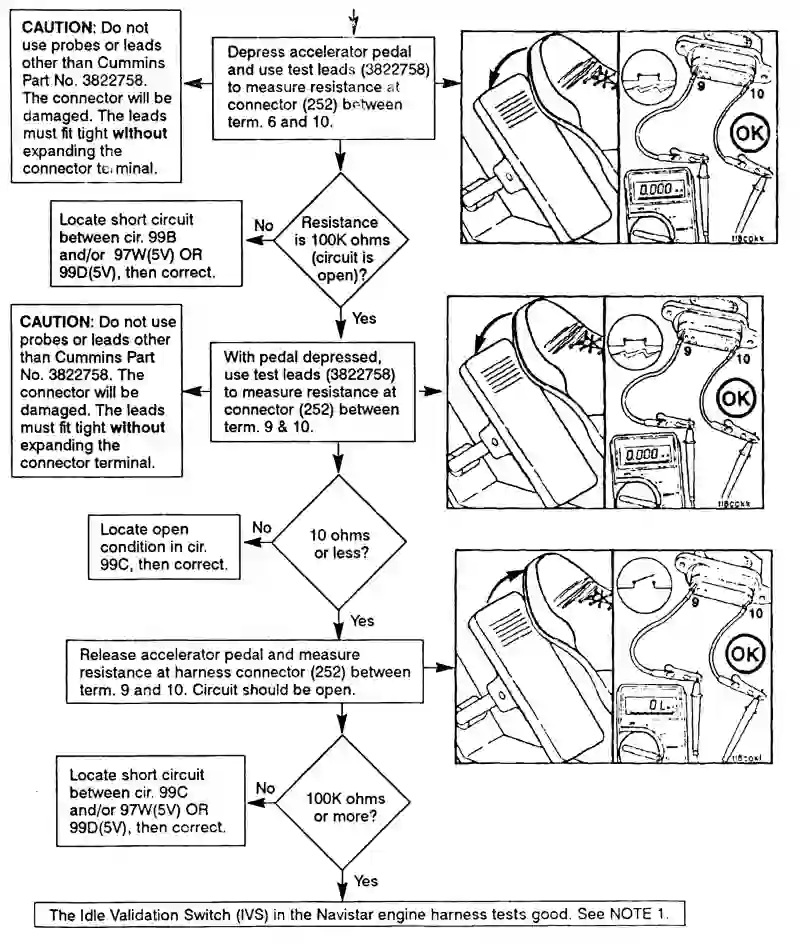 CAUTION: Do not
use probes or leads
other than Cummins
Part No. 3822758.
The connector will be
damaged. The leads
must fit tight without
expanding the
connector terminal.
Depress accelerator pedal
and use test leads (3822758)
to measure resistance at
connector (252) between
term. 6 and 10.
9
10
OK
0.000
118COKK
Resistance
is 100K ohms
(circuit is
open)?
No
Locate short circuit
between cir. 99B
and/or 97W(5V) OR
99D(5V), then correct.
Yes
CAUTION: Do not use
probes or leads other
than Cummins Part
No. 3822758. The
connector will be
damaged. The leads
must fit tight without
expanding the
connector terminal.
With pedal depressed,
use test leads (3822758)
to measure resistance at
connector (252) between
term. 9 & 10.
9
10
OK
0.000
10 ohms
or less?
No
Locate open
condition in cir.
99C, then correct.
Yes
Release accelerator pedal and measure
resistance at harness connector (252) between
term. 9 and 10. Circuit should be open.
9
10
OK
0L
100K ohms
or more?
No
Locate short circuit
between cir. 99C
and/or 97W(5V) OR
99D(5V), then correct.
Yes
The Idle Validation Switch (IVS) in the Navistar engine harness tests good. See NOTE 1.